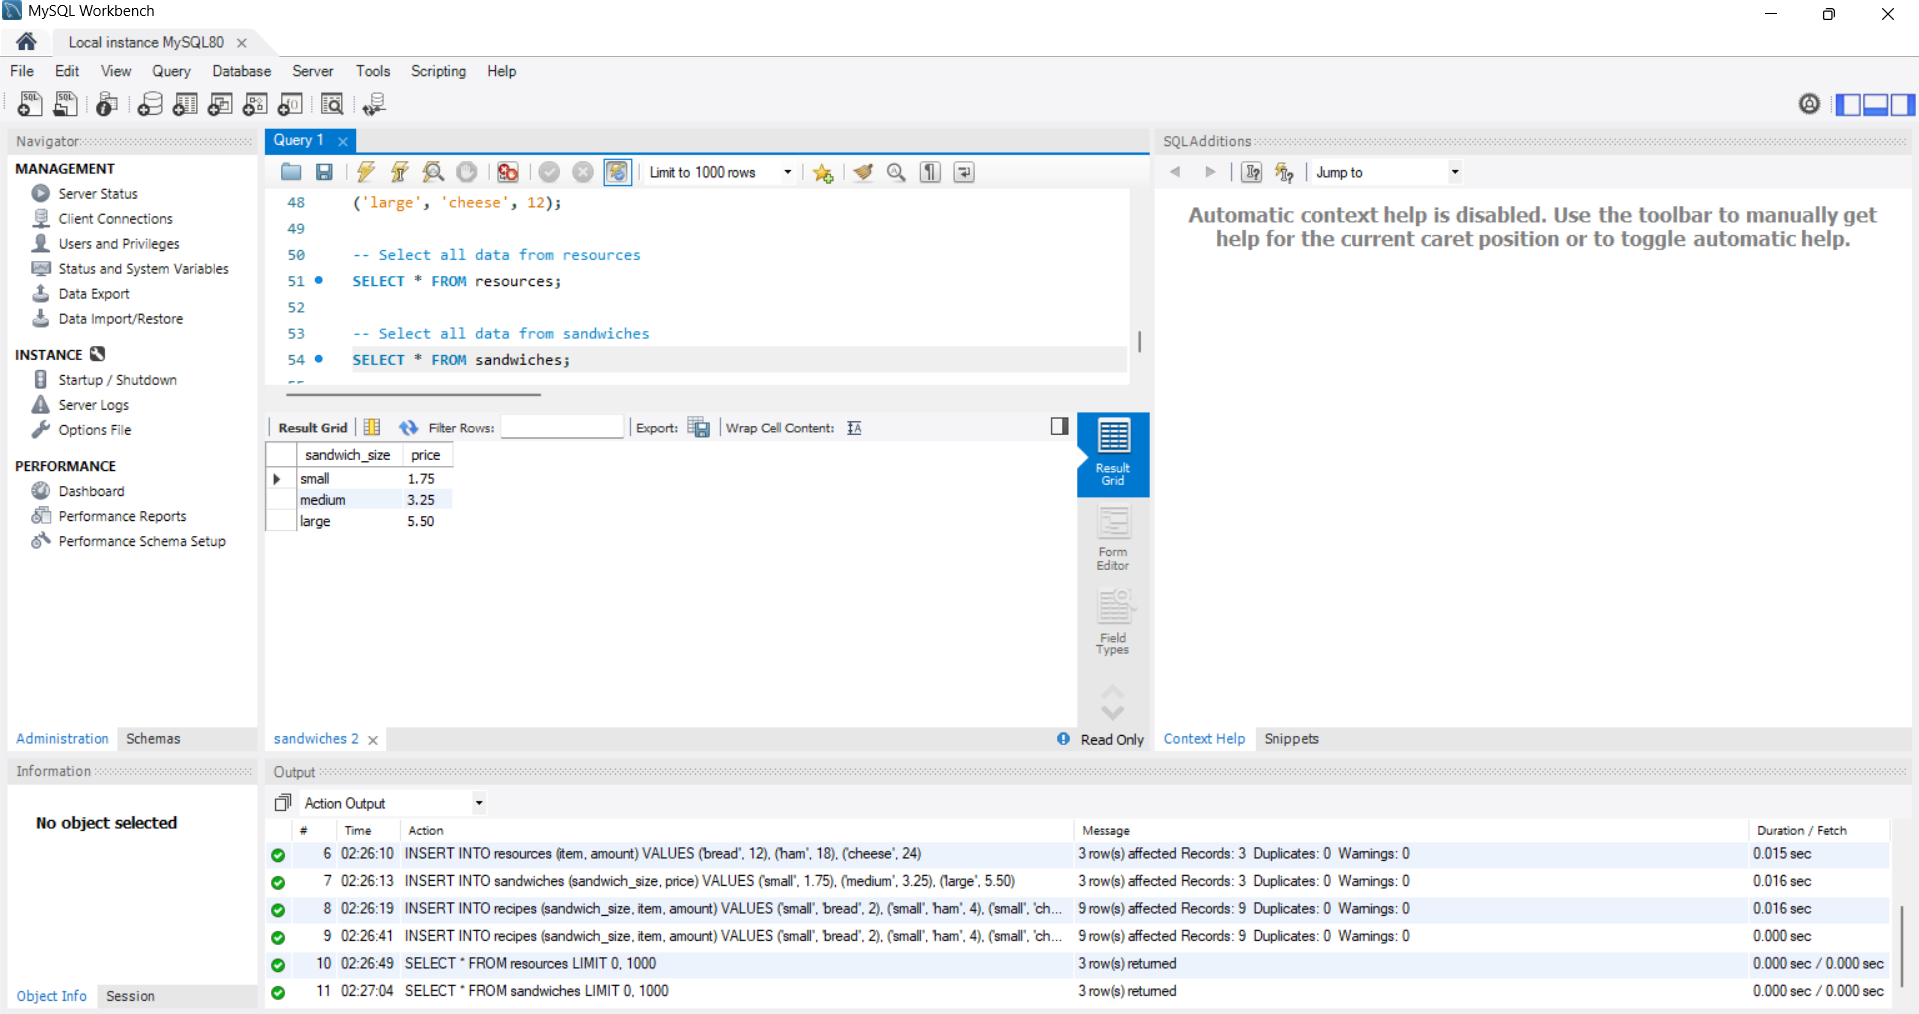 MySQL Workbench
Local instance MySQL80
File Edit View Query Database Server Tools Scripting Help
Navigator
MANAGEMENT
Server Status
Client Connections
Users and Privileges
Status and System Variables
Data Export
Data Import/Restore
INSTANCE
Startup / Shutdown
Server Logs
Options File
PERFORMANCE
Dashboard
Performance Reports
Performance Schema Setup
Administration Schemas
Information
No object selected
Object Info Session
Query 1
Limit to 1000 rows
48 ('large', 'cheese', 12);
49
50 -- Select all data from resources
51 SELECT * FROM resources;
52
53 -- Select all data from sandwiches
54 SELECT * FROM sandwiches;
Result Grid Filter Rows: Export: Wrap Cell Content:
sandwich_size price
small 1.75
medium 3.25
large 5.50
Result Grid
Form Editor
Field Types
sandwiches 2 Read Only
SQLAdditions
Jump to
Automatic context help is disabled. Use the toolbar to manually get
help for the current caret position or to toggle automatic help.
Context Help Snippets
Output
Action Output
# Time Action Message Duration / Fetch
6 02:26:10 INSERT INTO resources (item, amount) VALUES ('bread', 12), ('ham', 18), ('cheese', 24) 3 row(s) affected Records: 3 Duplicates: 0 Warnings: 0 0.015 sec
7 02:26:13 INSERT INTO sandwiches (sandwich_size, price) VALUES ('small', 1.75), ('medium', 3.25), ('large', 5.50) 3 row(s) affected Records: 3 Duplicates: 0 Warnings: 0 0.016 sec
8 02:26:19 INSERT INTO recipes (sandwich_size, item, amount) VALUES ('small', 'bread', 2), ('small', 'ham', 4), ('small', 'ch... 9 row(s) affected Records: 9 Duplicates: 0 Warnings: 0 0.016 sec
9 02:26:41 INSERT INTO recipes (sandwich_size, item, amount) VALUES ('small', 'bread', 2), ('small', 'ham', 4), ('small', 'ch... 9 row(s) affected Records: 9 Duplicates: 0 Warnings: 0 0.000 sec
10 02:26:49 SELECT * FROM resources LIMIT 0, 1000 3 row(s) returned 0.000 sec / 0.000 sec
11 02:27:04 SELECT * FROM sandwiches LIMIT 0, 1000 3 row(s) returned 0.000 sec / 0.000 sec